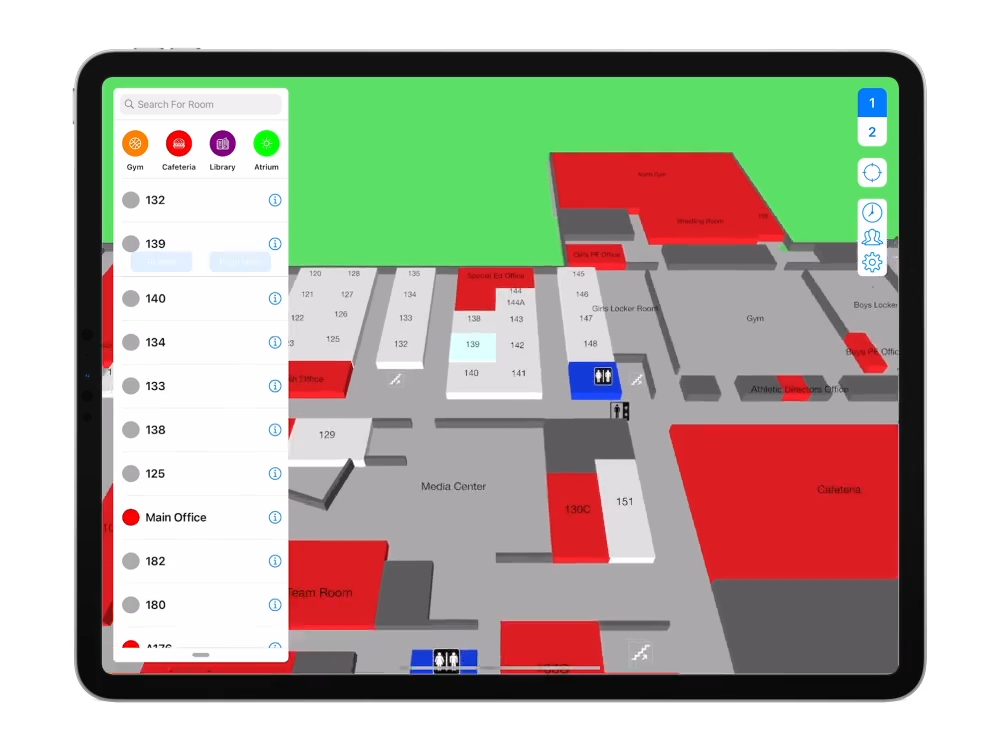 Search For Room
Gym
Cafeteria
Library
Atrium
132
139
140
134
133
138
125
Main Office
182
180
A176
1
2
Wrestling Room
Girls PE Office
120
128
135
Special Ed Office
145
121
127
134
144
144A
146
Girls Locker Room
Boys Locker
122
126
133
138
143
147
Gym
125
132
139
142
148
Boys PE Offic
140
141
Athletic Directors Office
129
Media Center
130C
151
Cafeteria
Team Room